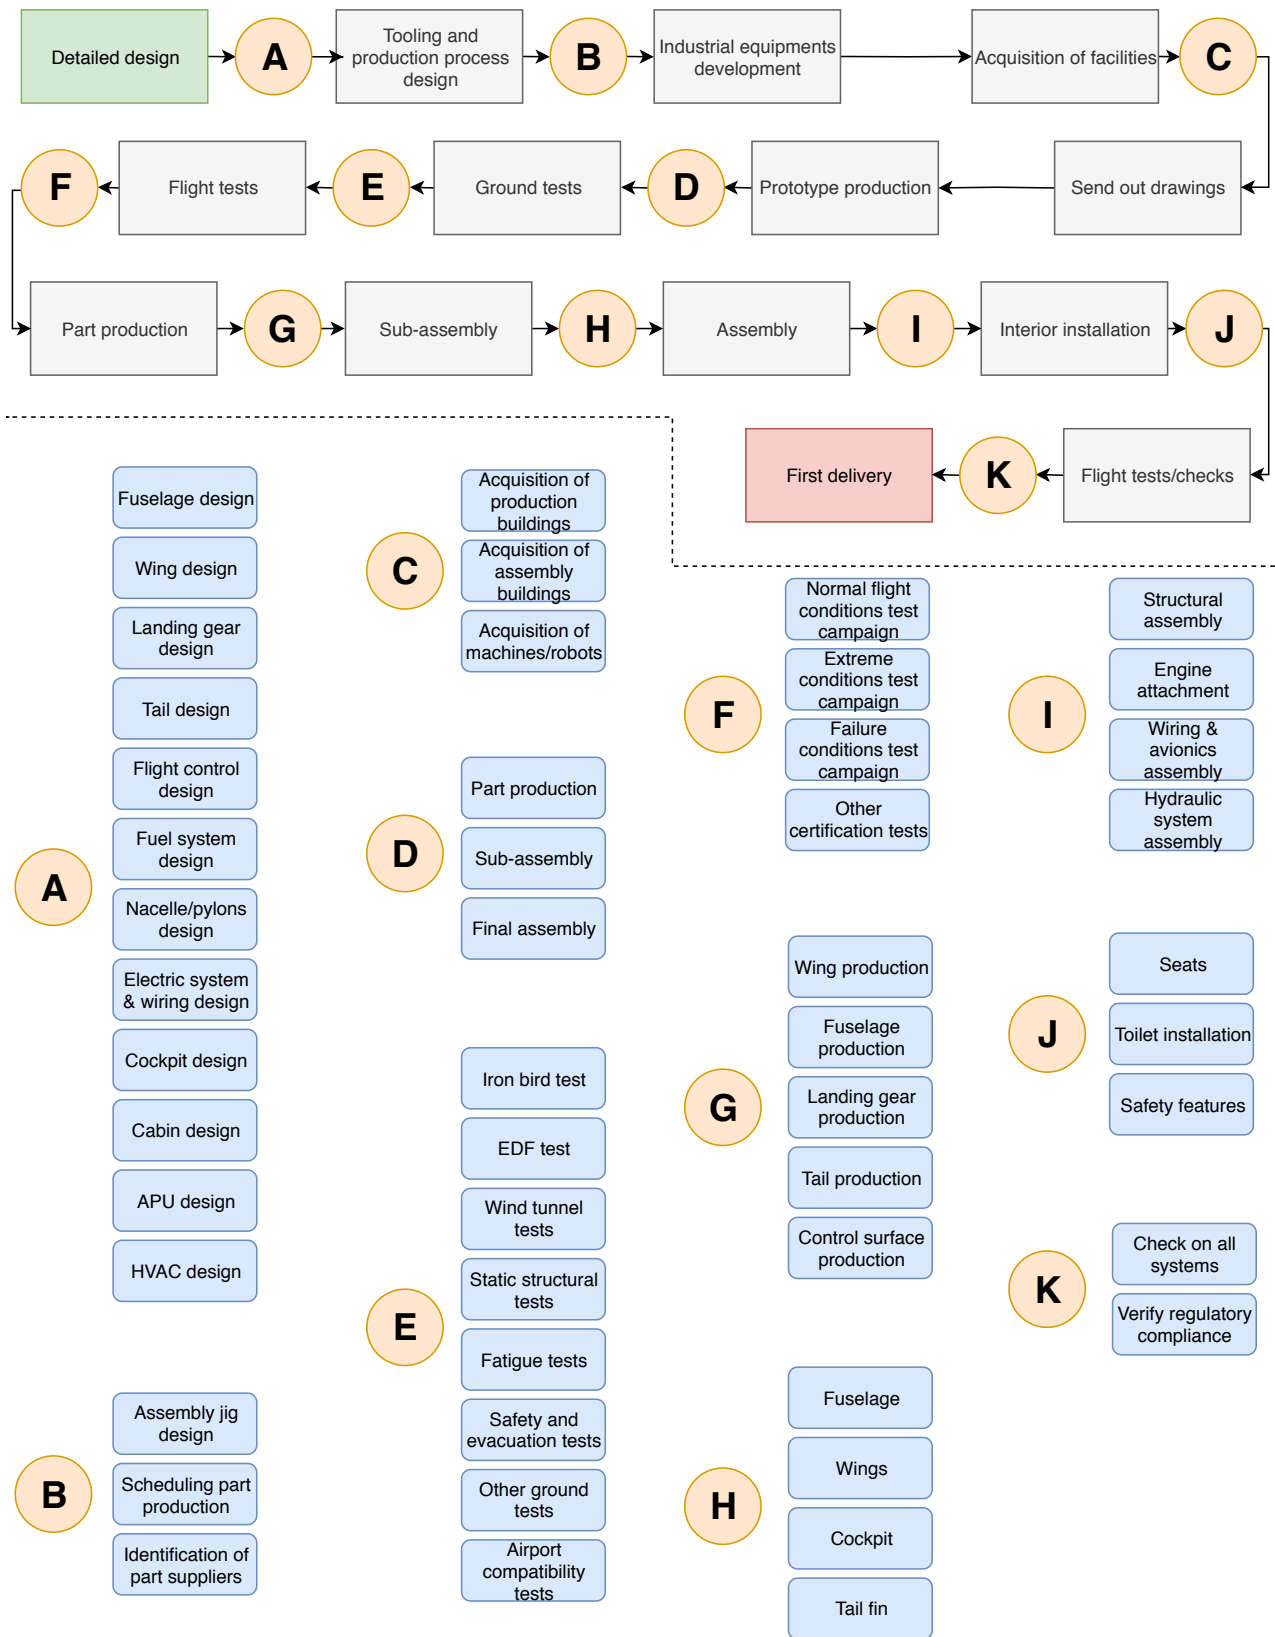 Detailed design
A
Tooling and
production process
design
B
Industrial equipments
development
Acquisition of facilities
C
F
Flight tests
E
Ground tests
D
Prototype production
Send out drawings
Part production
G
Sub-assembly
H
Assembly
I
Interior installation
J
First delivery
K
Flight tests/checks
A
Fuselage design
Wing design
Landing gear
design
Tail design
Flight control
design
Fuel system
design
Nacelle/pylons
design
Electric system
& wiring design
Cockpit design
Cabin design
APU design
HVAC design
B
Assembly jig
design
Scheduling part
production
Identification of
part suppliers
C
Acquisition of
production
buildings
Acquisition of
assembly
buildings
Acquisition of
machines/robots
D
Part production
Sub-assembly
Final assembly
E
Iron bird test
EDF test
Wind tunnel
tests
Static structural
tests
Fatigue tests
Safety and
evacuation tests
Other ground
tests
Airport
compatibility
tests
F
Normal flight
conditions test
campaign
Extreme
conditions test
campaign
Failure
conditions test
campaign
Other
certification tests
G
Wing production
Fuselage
production
Landing gear
production
Tail production
Control surface
production
H
Fuselage
Wings
Cockpit
Tail fin
I
Structural
assembly
Engine
attachment
Wiring &
avionics
assembly
Hydraulic
system
assembly
J
Seats
Toilet installation
Safety features
K
Check on all
systems
Verify regulatory
compliance